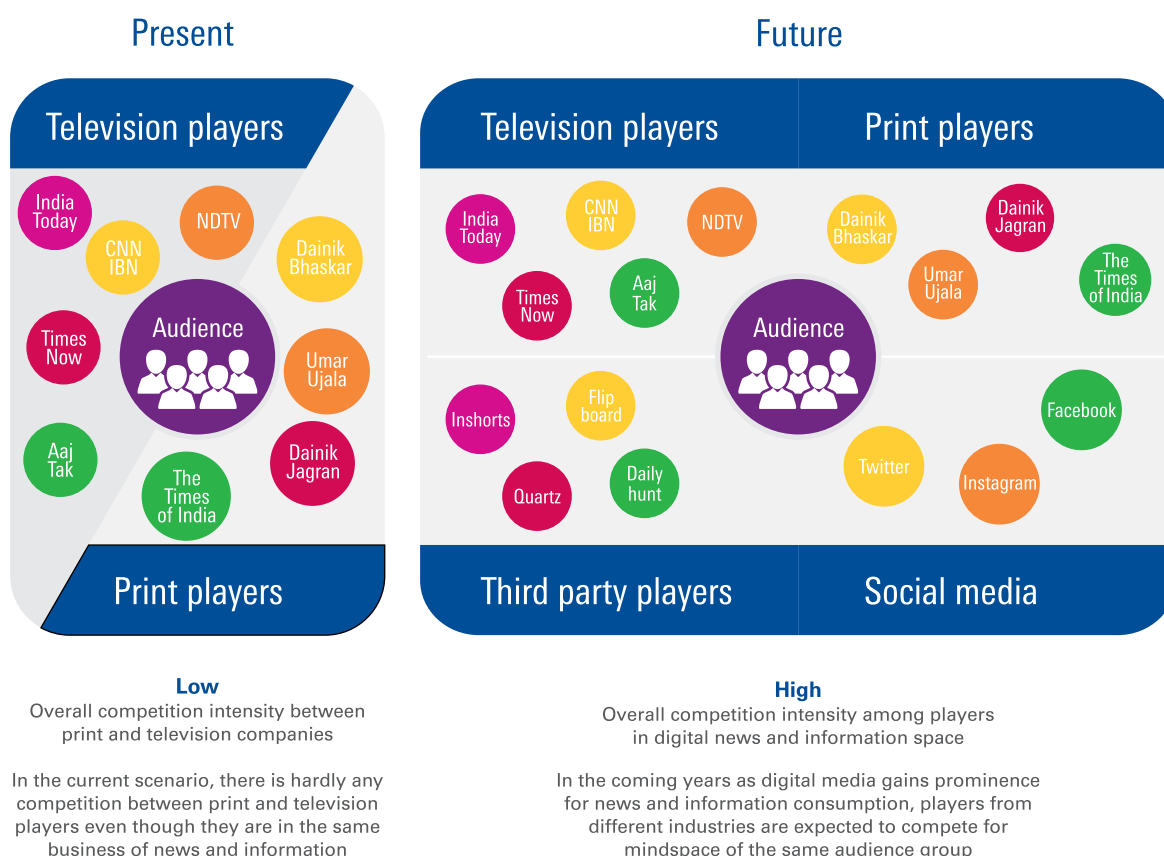 Present
Television players
India
Today
CNN
IBN
NDTV
Dainik
Bhaskar
Times
Now
Audience
Umar
Ujala
Aaj
Tak
The
Times
of India
Dainik
Jagran
Print players
Low
Overall competition intensity between
print and television companies
In the current scenario, there is hardly any
competition between print and television
players even though they are in the same
business of news and information
Future
Television players
Print players
India
Today
CNN
IBN
NDTV
Times
Now
Aaj
Tak
Dainik
Bhaskar
Umar
Ujala
Dainik
Jagran
The
Times
of India
Audience
Inshorts
Flip
board
Quartz
Daily
hunt
Twitter
Instagram
Facebook
Third party players
Social media
High
Overall competition intensity among players
in digital news and information space
In the coming years as digital media gains prominence
for news and information consumption, players from
different industries are expected to compete for
mindspace of the same audience group